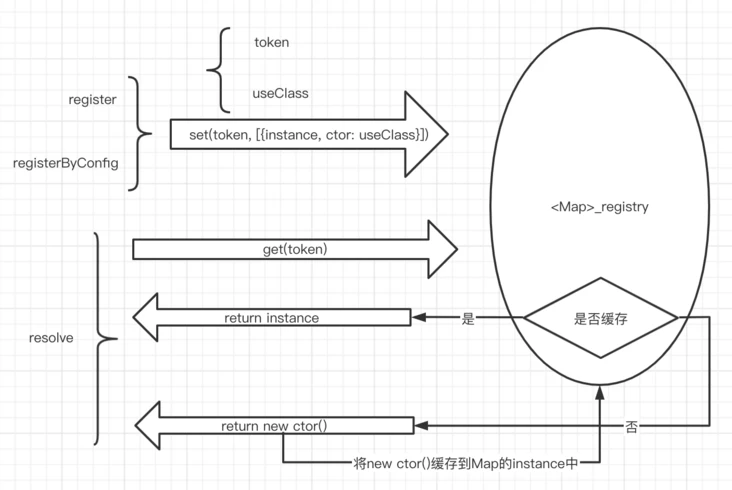 token
useClass
register
set(token, [{instance, ctor: useClass}])
registerByConfig
<Map>_registry
get(token)
return instance
是
是否缓存
resolve
return new ctor()
否
将new ctor()缓存到Map的instance中